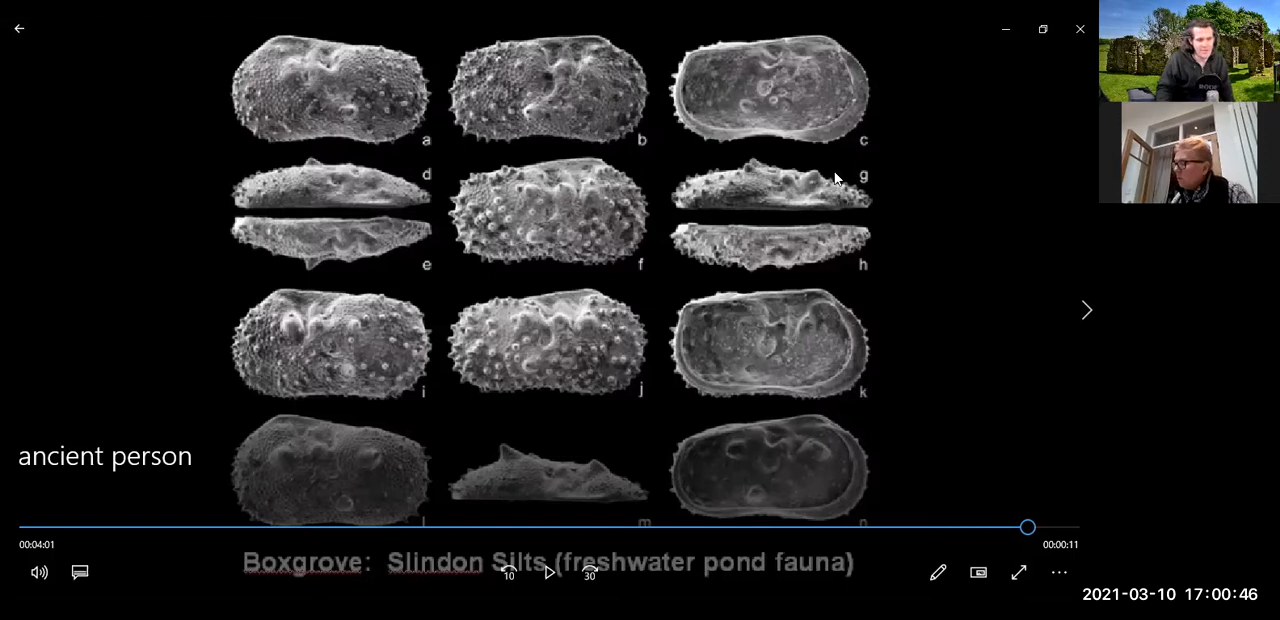 a
b
c
d
g
e
f
h
i
j
k
ancient person
l
m
n
00:04:01
00:00:11
Boxgrove: Slindon Silts (freshwater pond fauna)
10
30
2021-03-10 17:00:46